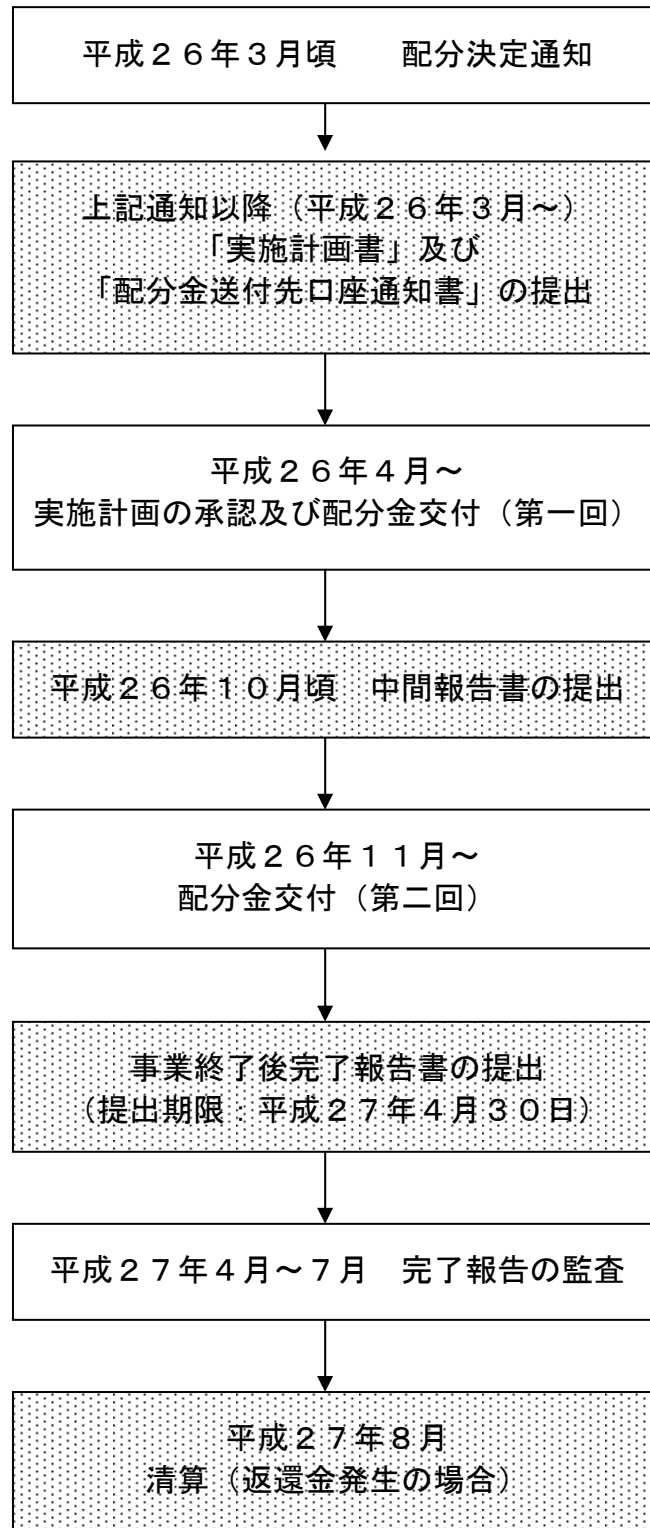 平成２６年３月頃　　配分決定通知
上記通知以降（平成２６年３月～）
「実施計画書」及び
「配分金送付先口座通知書」の提出
平成２６年４月～
実施計画の承認及び配分金交付（第一回）
平成２６年１０月頃　中間報告書の提出
平成２６年１１月～
配分金交付（第二回）
事業終了後完了報告書の提出
（提出期限：平成２７年４月３０日）
平成２７年４月～７月　完了報告の監査
平成２７年８月
清算（返還金発生の場合）